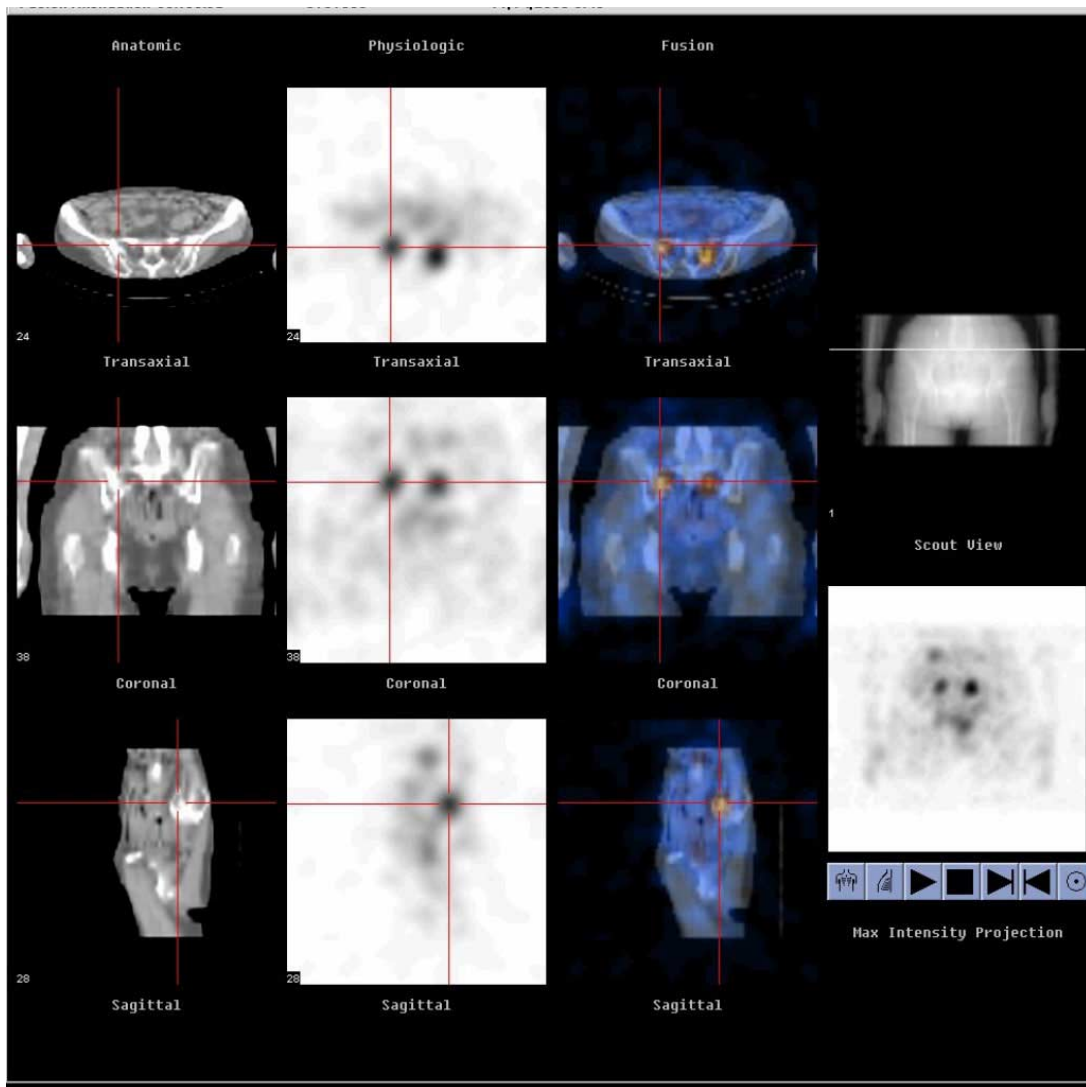 Anatomic Physiologic Fusion
24 24
Transaxial Transaxial Transaxial
1
Scout View
38 38
Coronal Coronal Coronal
Max Intensity Projection
28 28
Sagittal Sagittal Sagittal